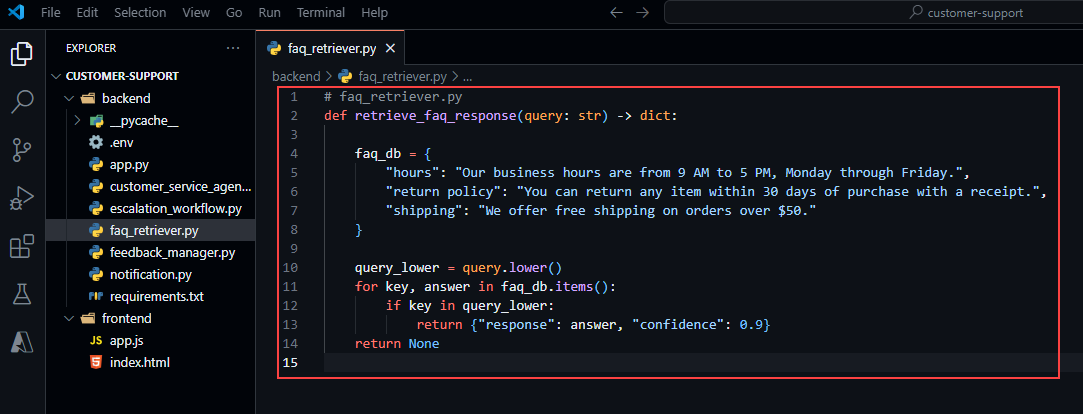 File Edit Selection View Go Run Terminal Help
customer-support
EXPLORER
CUSTOMER-SUPPORT
backend
__pycache__
.env
app.py
customer_service_agen...
escalation_workflow.py
faq_retriever.py
feedback_manager.py
notification.py
requirements.txt
frontend
JS app.js
index.html
faq_retriever.py
backend > faq_retriever.py > ...
1 # faq_retriever.py
2 def retrieve_faq_response(query: str) -> dict:
3
4 faq_db = {
5 "hours": "Our business hours are from 9 AM to 5 PM, Monday through Friday.",
6 "return policy": "You can return any item within 30 days of purchase with a receipt.",
7 "shipping": "We offer free shipping on orders over $50."
8 }
9
10 query_lower = query.lower()
11 for key, answer in faq_db.items():
12 if key in query_lower:
13 return {"response": answer, "confidence": 0.9}
14 return None
15